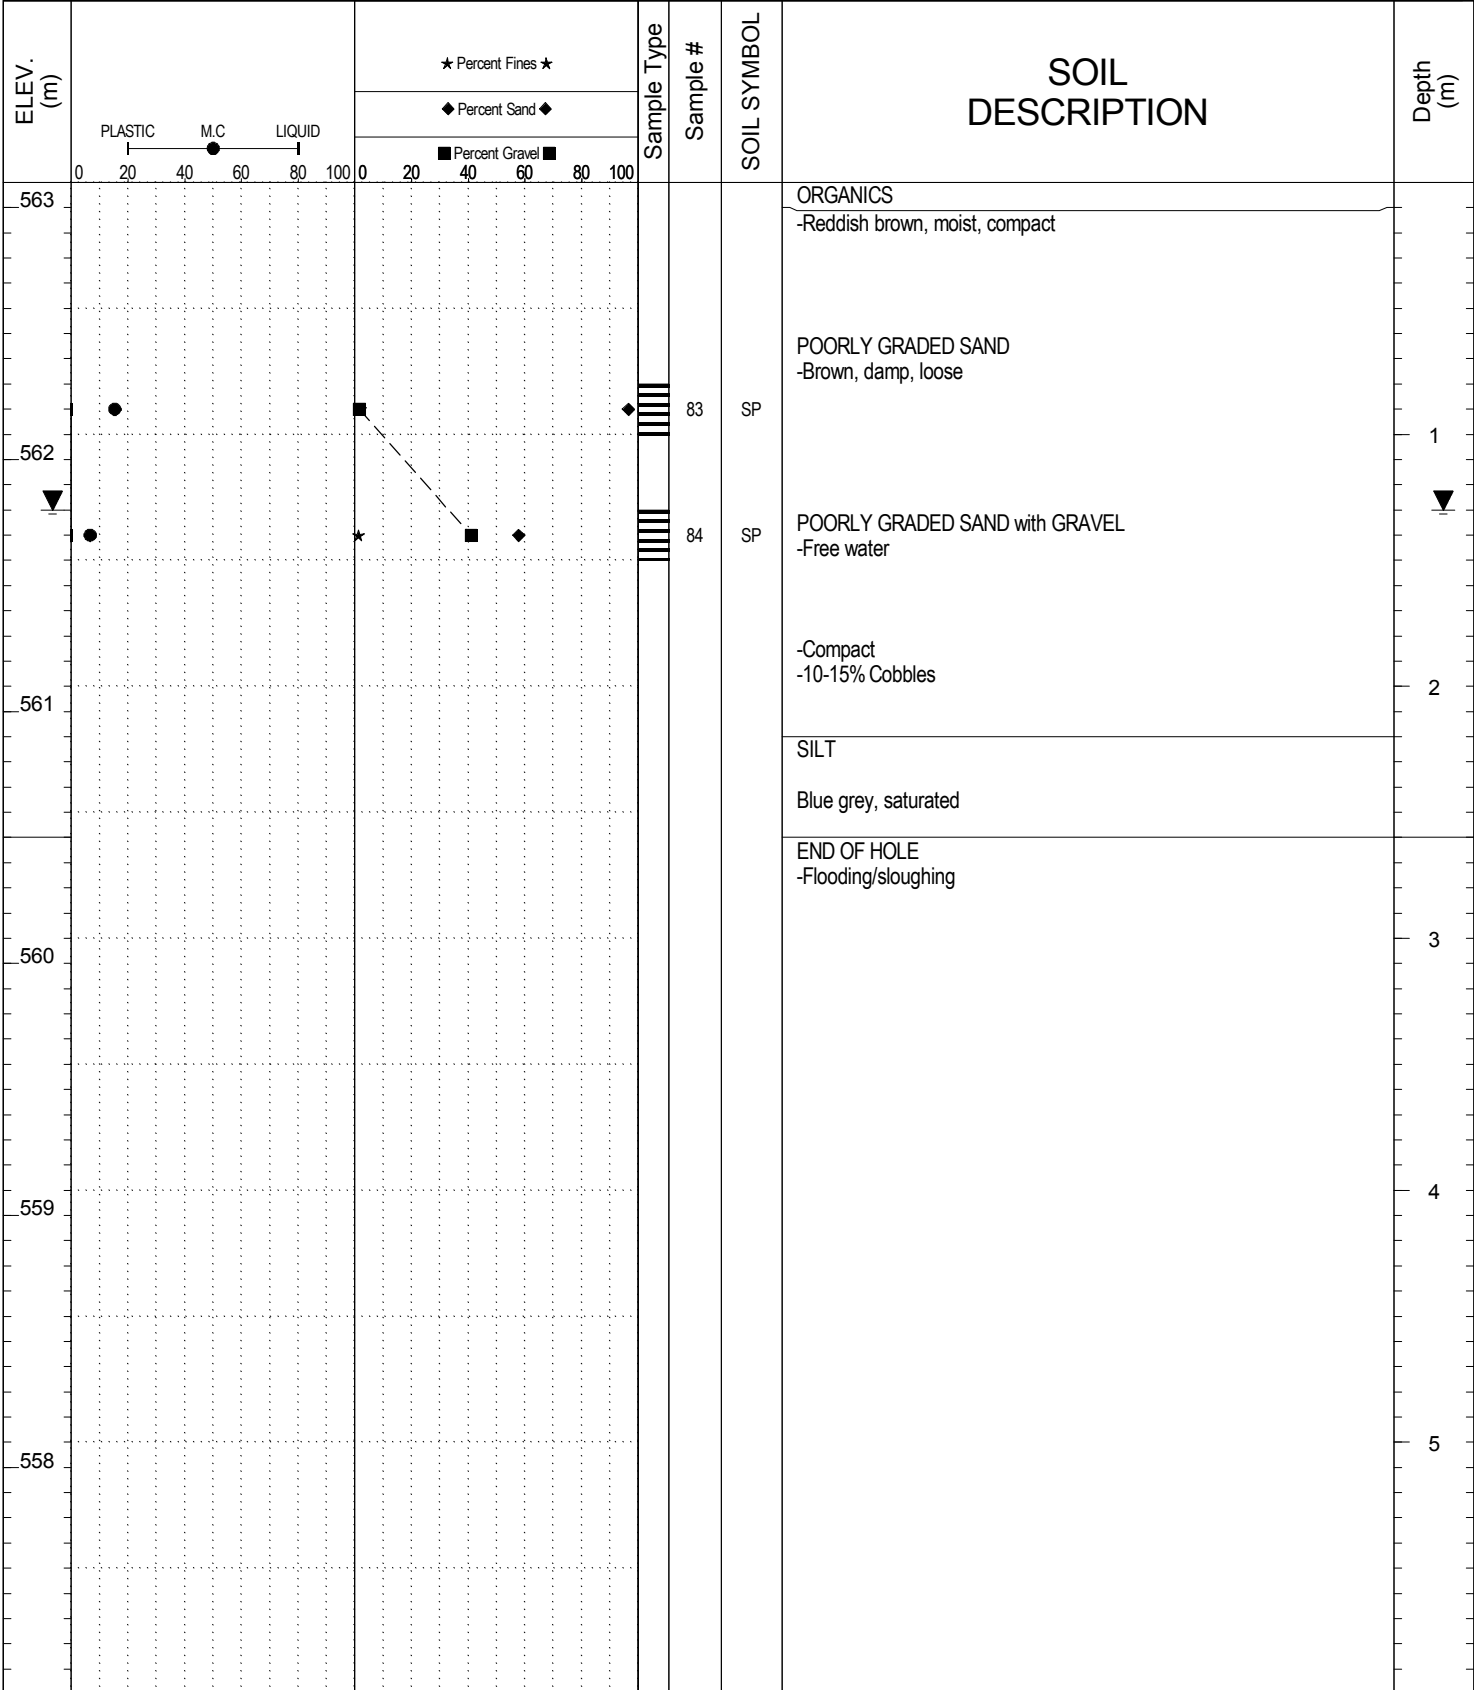 ELEV.
(m)
PLASTIC M.C LIQUID
0 20 40 60 80 100
★ Percent Fines ★
◆ Percent Sand ◆
■ Percent Gravel ■
0 20 40 60 80 100
Sample Type
Sample #
SOIL SYMBOL
SOIL
DESCRIPTION
Depth
(m)
563
ORGANICS
-Reddish brown, moist, compact
POORLY GRADED SAND
-Brown, damp, loose
83 SP
1
562
POORLY GRADED SAND with GRAVEL
84 SP
-Free water
-Compact
-10-15% Cobbles
2
561
SILT
Blue grey, saturated
END OF HOLE
-Flooding/sloughing
3
560
4
559
5
558